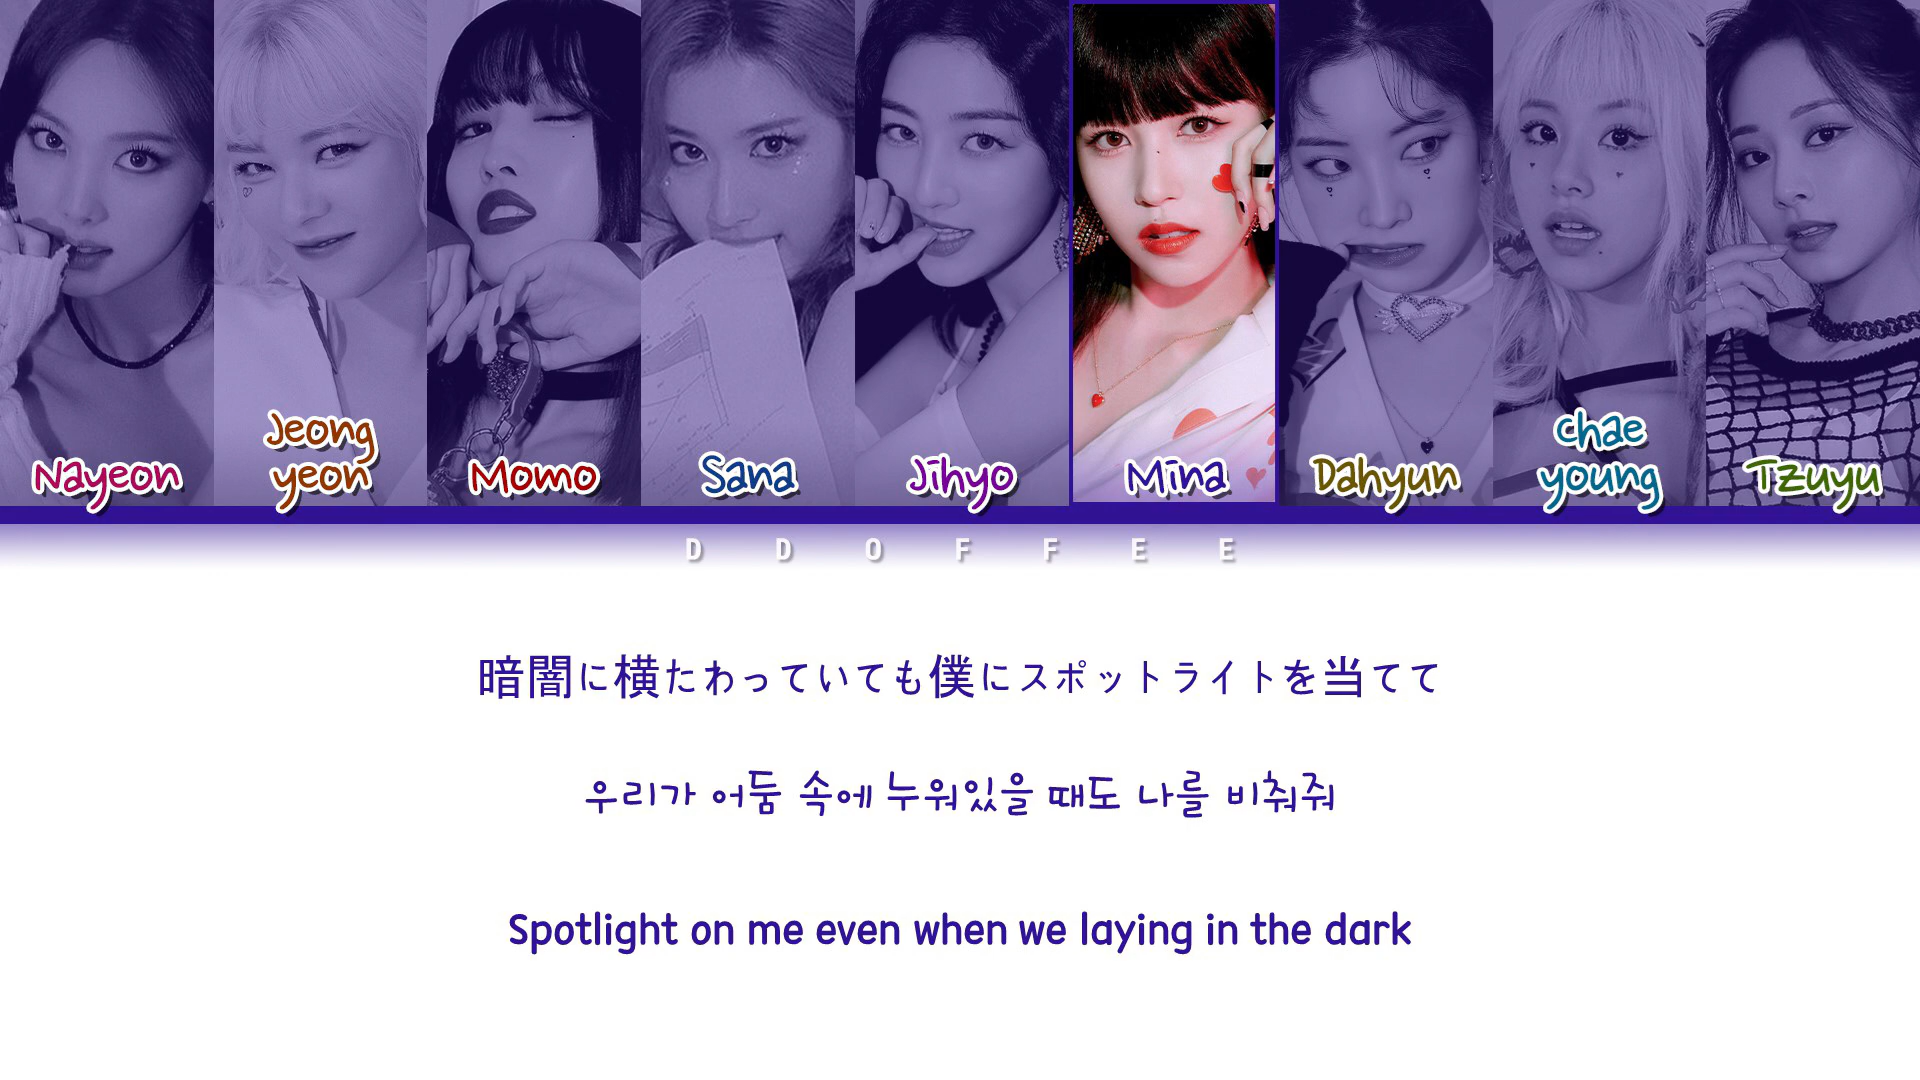 Nayeon
Jeong
yeon
Momo
Sana
Jihyo
Mina
Dahyun
chae
young
Tzuyu
D D O F F E E
暗闇に横たわっていても僕にスポットライトを当てて
우리가 어둠 속에 누워있을 때도 나를 비춰줘
Spotlight on me even when we laying in the dark